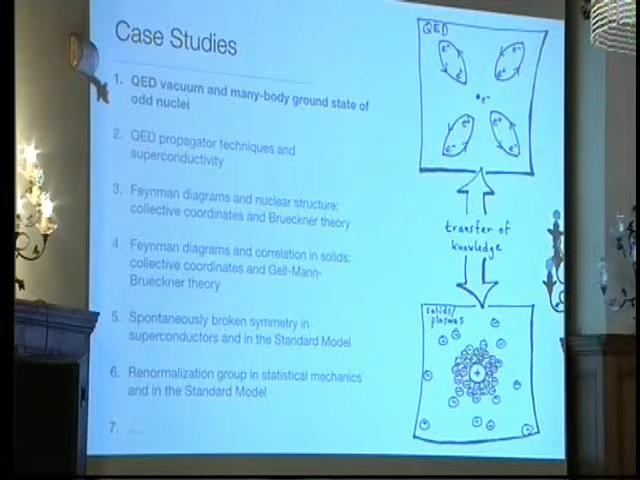 Case Studies
1. QED vacuum and many-body ground state of
odd nuclei
2. QED propagator techniques and
superconductivity
3. Feynman diagrams and nuclear structure:
collective coordinates and Brueckner theory
4 Feynman diagrams and correlation in solids:
collective coordinates and Gell-Mann-
Brueckner theory
5. Spontaneously broken symmetry in
superconductors and in the Standard Model
6. Renormalization group in statistical mechanics
and in the Standard Model
7. ....
QED
e-
transfer of
knowledge
solids/
plasmas
+